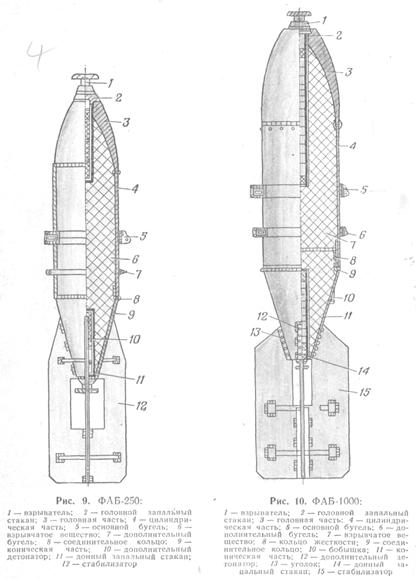 4
1
2
3
4
5
6
7
8
9
10
11
12
1
2
3
4
5
6
7
8
9
10
11
12
13
14
15
Рис. 9. ФАБ-250:
1 — взрыватель; 2 — головной запальный
стакан; 3 — головная часть; 4 — цилиндри-
ческая часть; 5 — основной бугель; 6 —
взрывчатое вещество; 7 — дополнительный
бугель; 8 — соединительное кольцо; 9 —
коническая часть; 10 — дополнительный
детонатор; 11 — донный запальный стакан;
12 — стабилизатор
Рис. 10. ФАБ-1000:
1 — взрыватель; 2 — головной запальный
стакан; 3 — головная часть; 4 — цилиндри-
ческая часть; 5 — основной бугель; 6 — до-
полнительный бугель; 7 — взрывчатое ве-
щество; 8 — кольцо жесткости; 9 — соеди-
нительное кольцо; 10 — бобышка; 11 — ко-
ническая часть; 12 — дополнительный де-
тонатор; 13 — уголок; 14 — донный за-
пальный стакан; 15 — стабилизатор